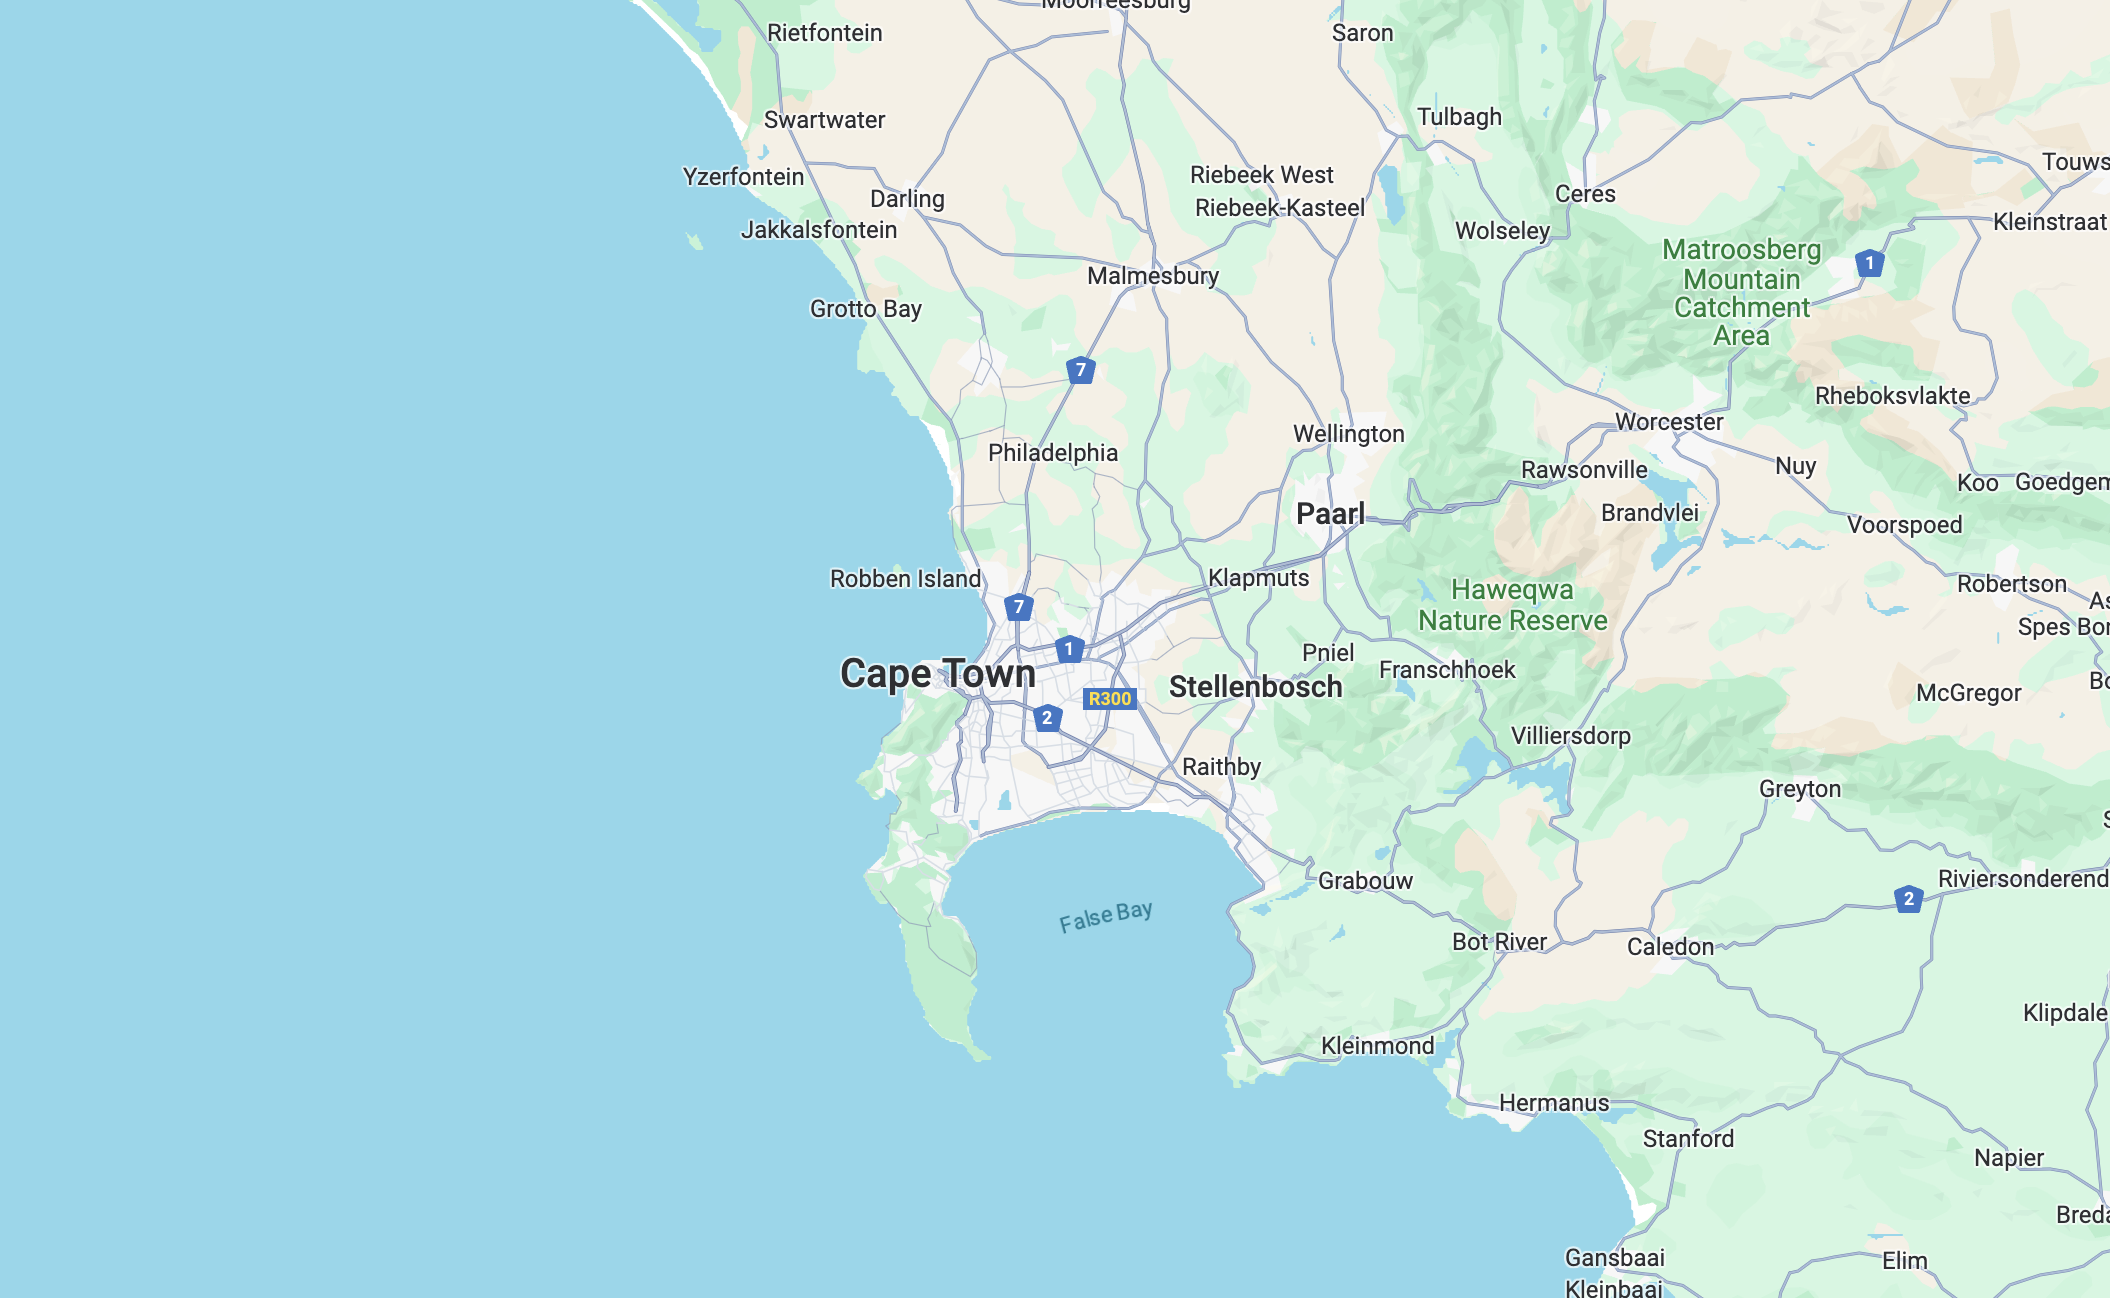 Moorreesburg
Rietfontein
Saron
Swartwater
Tulbagh
Touws
Yzerfontein
Riebeek West
Darling
Ceres
Riebeek-Kasteel
Kleinstraat
Jakkalsfontein
Wolseley
Matroosberg
Mountain
Catchment
Area
1
Malmesbury
Grotto Bay
7
Rheboksvlakte
Worcester
Wellington
Philadelphia
Rawsonville
Nuy
Koo
Goedgem
Paarl
Brandvlei
Voorspoed
Robben Island
Klapmuts
Robertson
Haweqwa
Nature Reserve
7
As
Spes Bo
1
Pniel
Cape Town
Franschhoek
Stellenbosch
Bo
McGregor
R300
2
Villiersdorp
Raithby
Greyton
S
Grabouw
Riviersonderend
2
False Bay
Bot River
Caledon
Klipdale
Kleinmond
Hermanus
Stanford
Napier
Breda
Gansbaai
Elim
Kleinbaai